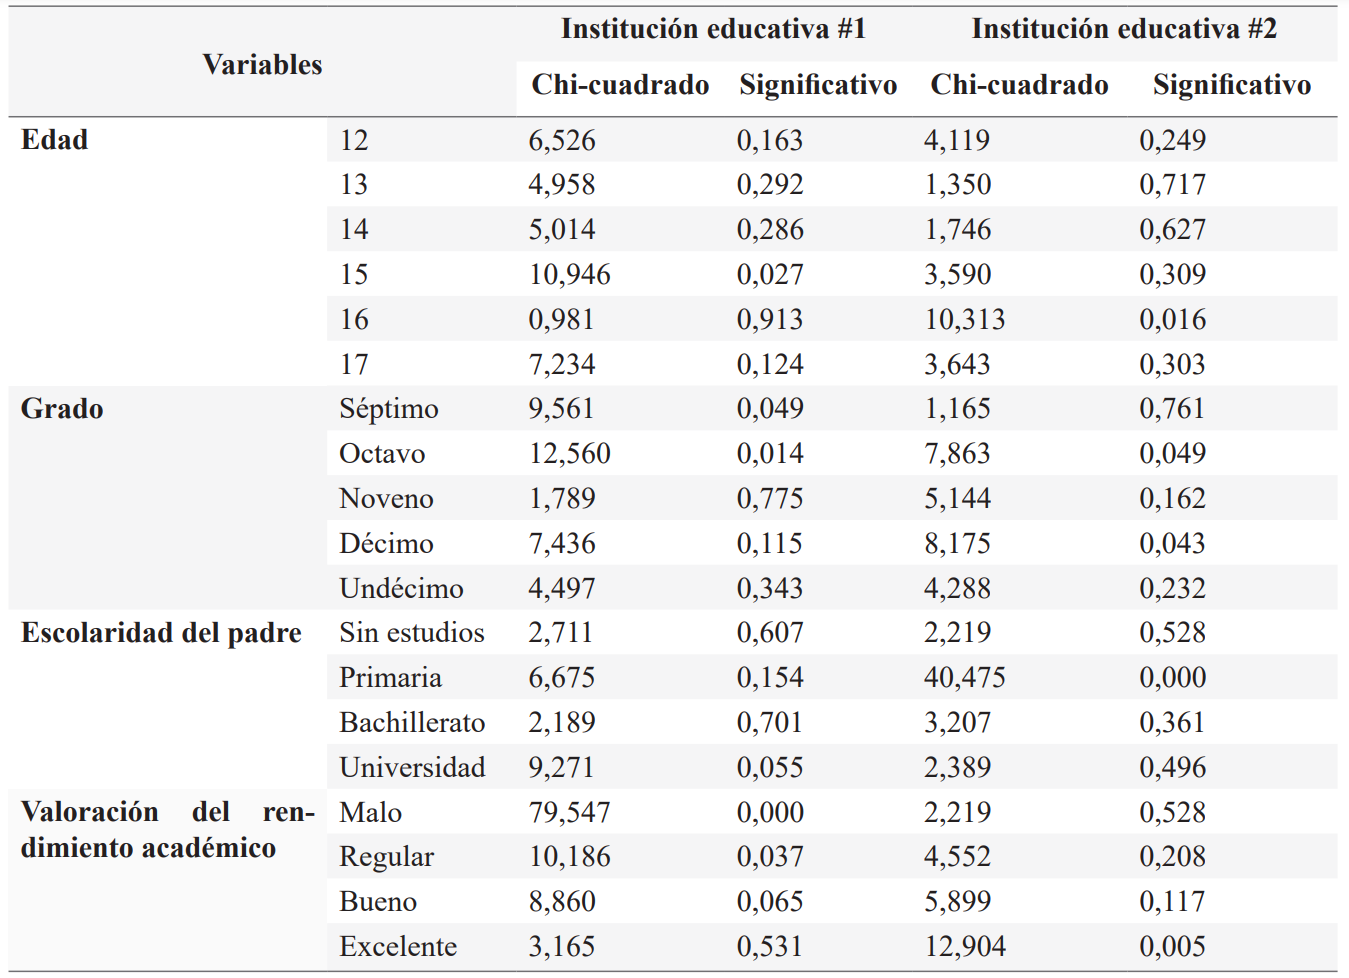 Variables Institución educativa #1 Institución educativa #2
Chi-cuadrado Significativo Chi-cuadrado Significativo
Edad 12 6,526 0,163 4,119 0,249
13 4,958 0,292 1,350 0,717
14 5,014 0,286 1,746 0,627
15 10,946 0,027 3,590 0,309
16 0,981 0,913 10,313 0,016
17 7,234 0,124 3,643 0,303
Grado Séptimo 9,561 0,049 1,165 0,761
Octavo 12,560 0,014 7,863 0,049
Noveno 1,789 0,775 5,144 0,162
Décimo 7,436 0,115 8,175 0,043
Undécimo 4,497 0,343 4,288 0,232
Escolaridad del padre Sin estudios 2,711 0,607 2,219 0,528
Primaria 6,675 0,154 40,475 0,000
Bachillerato 2,189 0,701 3,207 0,361
Universidad 9,271 0,055 2,389 0,496
Valoración del ren- Malo 79,547 0,000 2,219 0,528
dimiento académico Regular 10,186 0,037 4,552 0,208
Bueno 8,860 0,065 5,899 0,117
Excelente 3,165 0,531 12,904 0,005